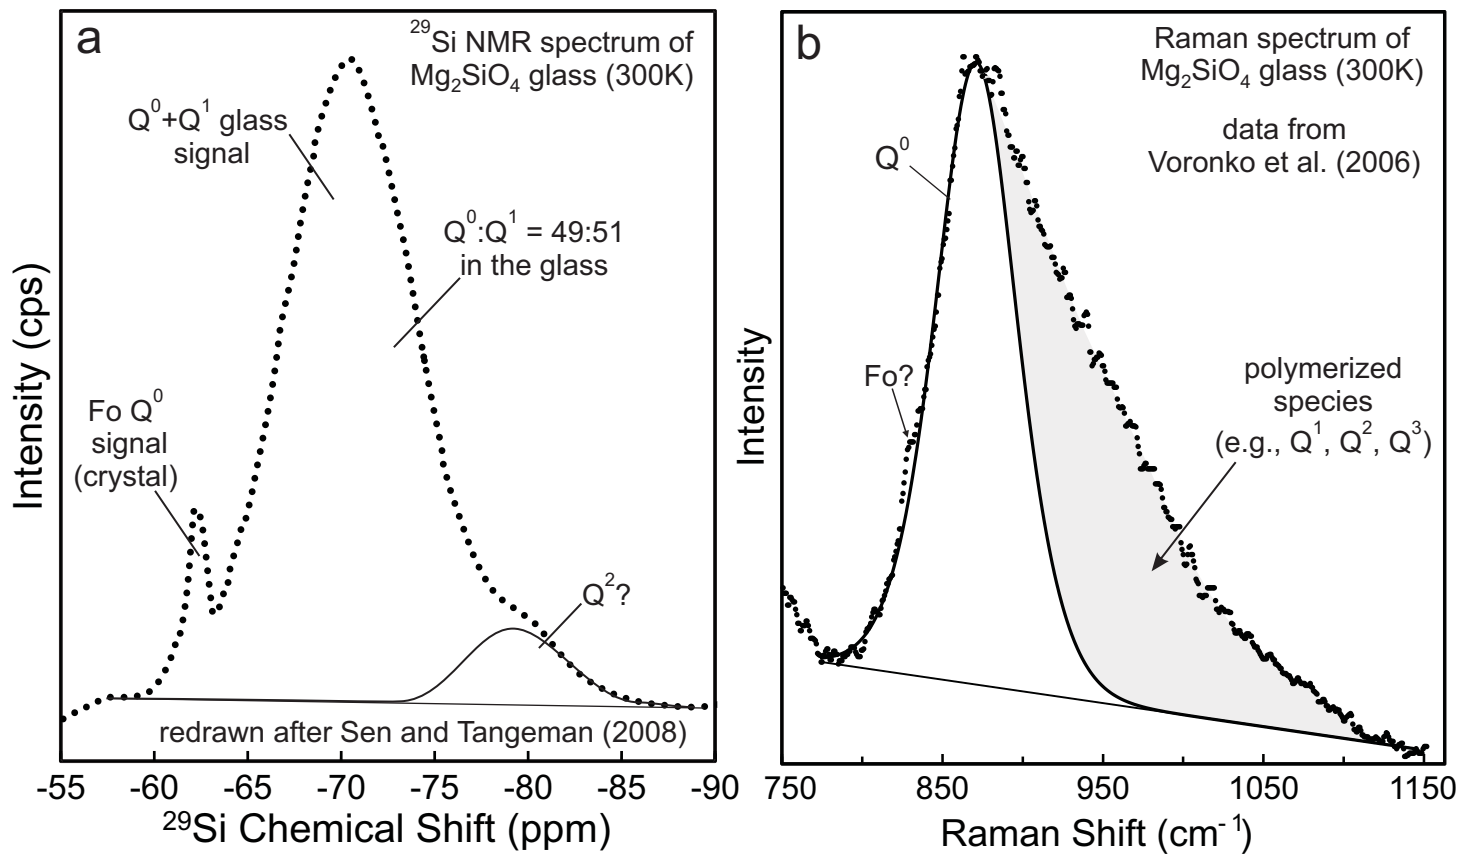 a
²⁹Si NMR spectrum of
Mg₂SiO₄ glass (300K)
Q⁰+Q¹ glass
signal
Q⁰:Q¹ = 49:51
in the glass
Fo Q⁰
signal
(crystal)
Q²?
redrawn after Sen and Tangeman (2008)
Intensity (cps)
-55 -60 -65 -70 -75 -80 -85 -90
²⁹Si Chemical Shift (ppm)
b
Raman spectrum of
Mg₂SiO₄ glass (300K)
data from
Voronko et al. (2006)
Q⁰
Fo?
polymerized
species
(e.g., Q¹, Q², Q³)
Intensity
750 850 950 1050 1150
Raman Shift (cm⁻¹)